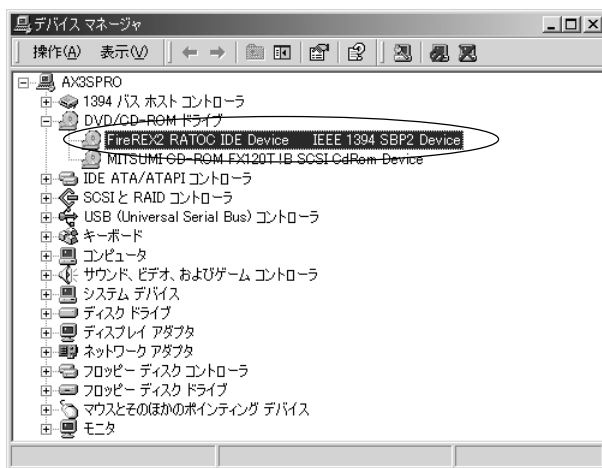 デバイス マネージャ
操作(A) 表示(V)
AX3SPRO
1394 バス ホスト コントローラ
DVD/CD-ROM ドライブ
FireREX2 RATOC IDE Device IEEE 1394 SBP2 Device
MITSUMI CD-ROM FX120T !B SCSI CdRom Device
IDE ATA/ATAPI コントローラ
SCSI と RAID コントローラ
USB (Universal Serial Bus) コントローラ
キーボード
コンピュータ
サウンド、ビデオ、およびゲーム コントローラ
システム デバイス
ディスク ドライブ
ディスプレイ アダプタ
ネットワーク アダプタ
フロッピー ディスク コントローラ
フロッピー ディスク ドライブ
マウスとそのほかのポインティング デバイス
モニタ